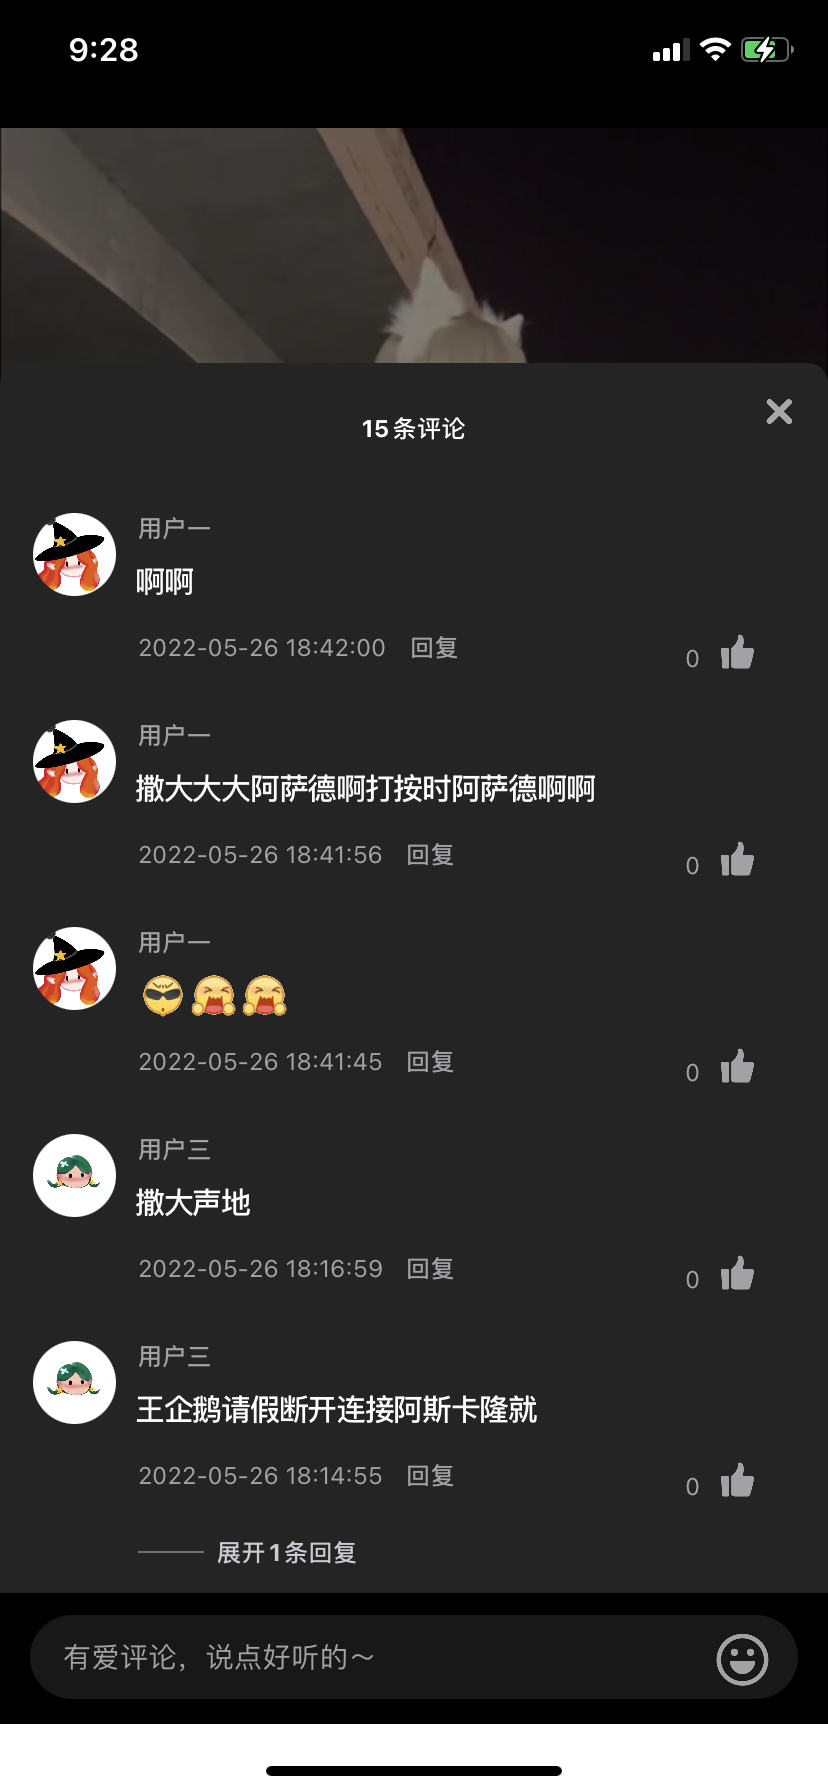 9:28
15条评论
用户一
啊啊
2022-05-26 18:42:00 回复
0
用户一
撒大大大阿萨德啊打按时阿萨德啊啊
2022-05-26 18:41:56 回复
0
用户一
2022-05-26 18:41:45 回复
0
用户三
撒大声地
2022-05-26 18:16:59 回复
0
用户三
王企鹅请假断开连接阿斯卡隆就
2022-05-26 18:14:55 回复
0
展开1条回复
有爱评论，说点好听的～